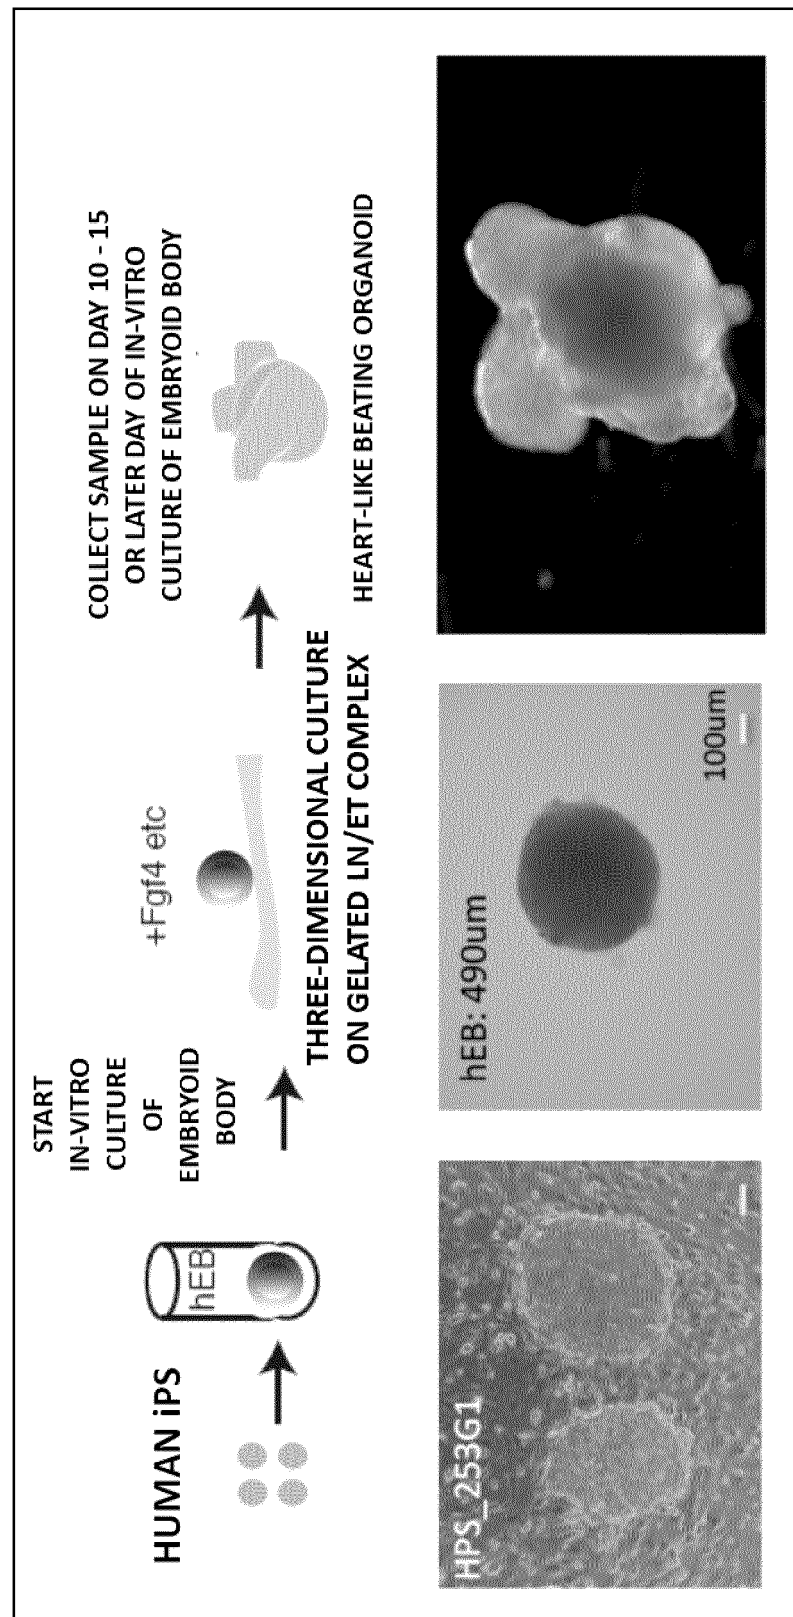 HUMAN iPS
hEB
START
IN-VITRO
CULTURE
OF
EMBRYOID
BODY
+Fgf4 etc
THREE-DIMENSIONAL CULTURE
ON GELATED LN/ET COMPLEX
COLLECT SAMPLE ON DAY 10 - 15
OR LATER DAY OF IN-VITRO
CULTURE OF EMBRYOID BODY
HEART-LIKE BEATING ORGANOID
HPS_253G1
hEB: 490um
100um